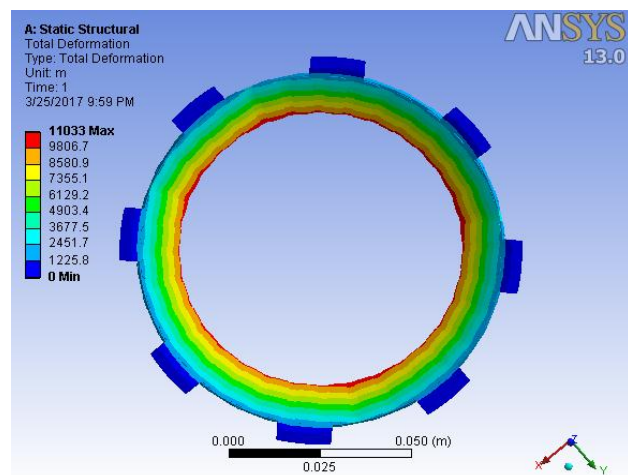 A: Static Structural
Total Deformation
Type: Total Deformation
Unit: m
Time: 1
3/25/2017 9:59 PM
ANSYS
13.0
11033 Max
9806.7
8580.9
7355.1
6129.2
4903.4
3677.5
2451.7
1225.8
0 Min
0.000
0.050 (m)
0.025
X
Z
Y